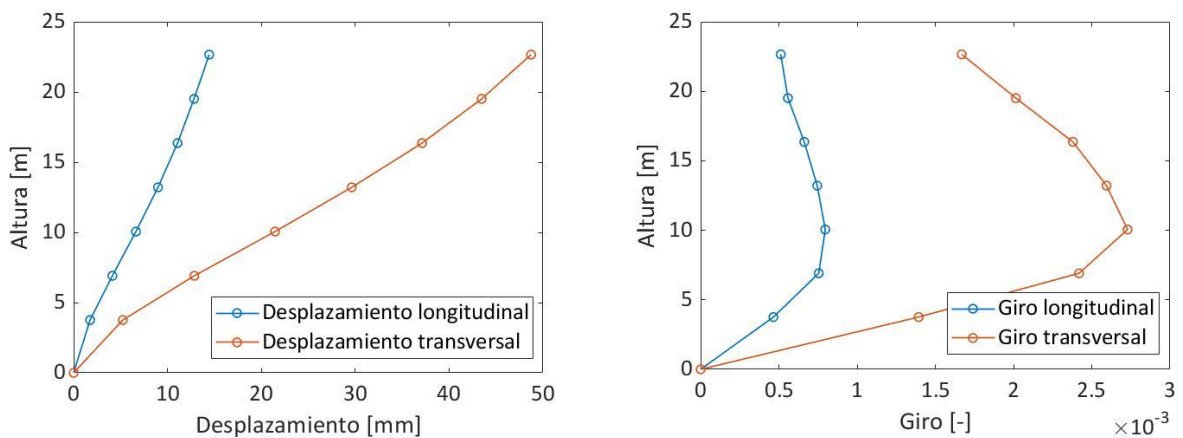 25
20
15
10
5
0
Altura [m]
Desplazamiento longitudinal
Desplazamiento transversal
0 10 20 30 40 50
Desplazamiento [mm]
25
20
15
10
5
0
Altura [m]
Giro longitudinal
Giro transversal
0 0.5 1 1.5 2 2.5 3
Giro [-]
×10⁻³